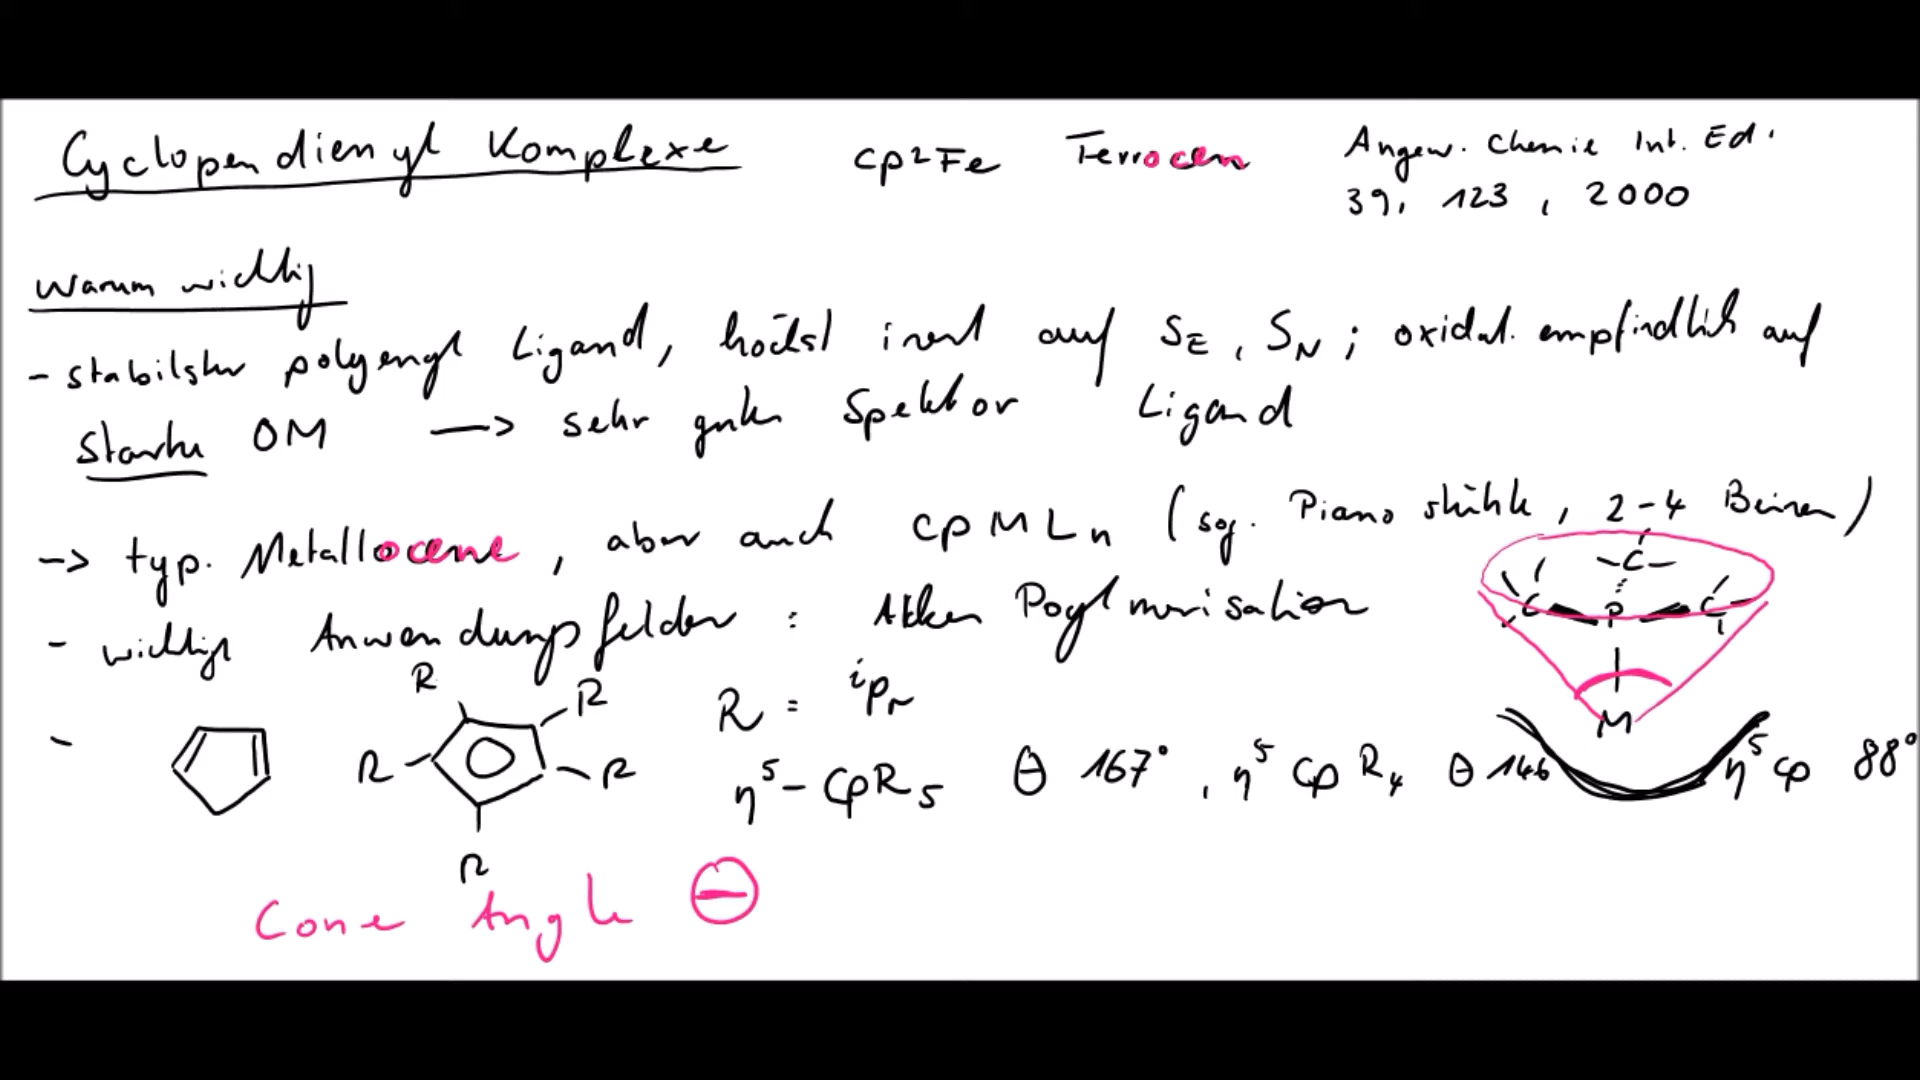 Cyclopendienyl Komplexe cp2Fe Ferrocen Angew. Chemie Int. Ed.
39, 123, 2000
Warum wichtig
- stabilster polyenyl Ligand, höchst inert auf SE, SN; oxidat. empfindlich auf
starke OM —> sehr guter Spektor Ligand
-> typ. Metallocene, aber auch cpMLn (sog. Piano stühle, 2-4 Beinen)
- wichtige Anwendungsfelder: Alken Poylmerisation
-
R R R R R
R = iPr
η5-CpR5 θ 167°, η5 CpR4 θ 146 η5 Cp 88°
C C P C
M
Cone Angle θ